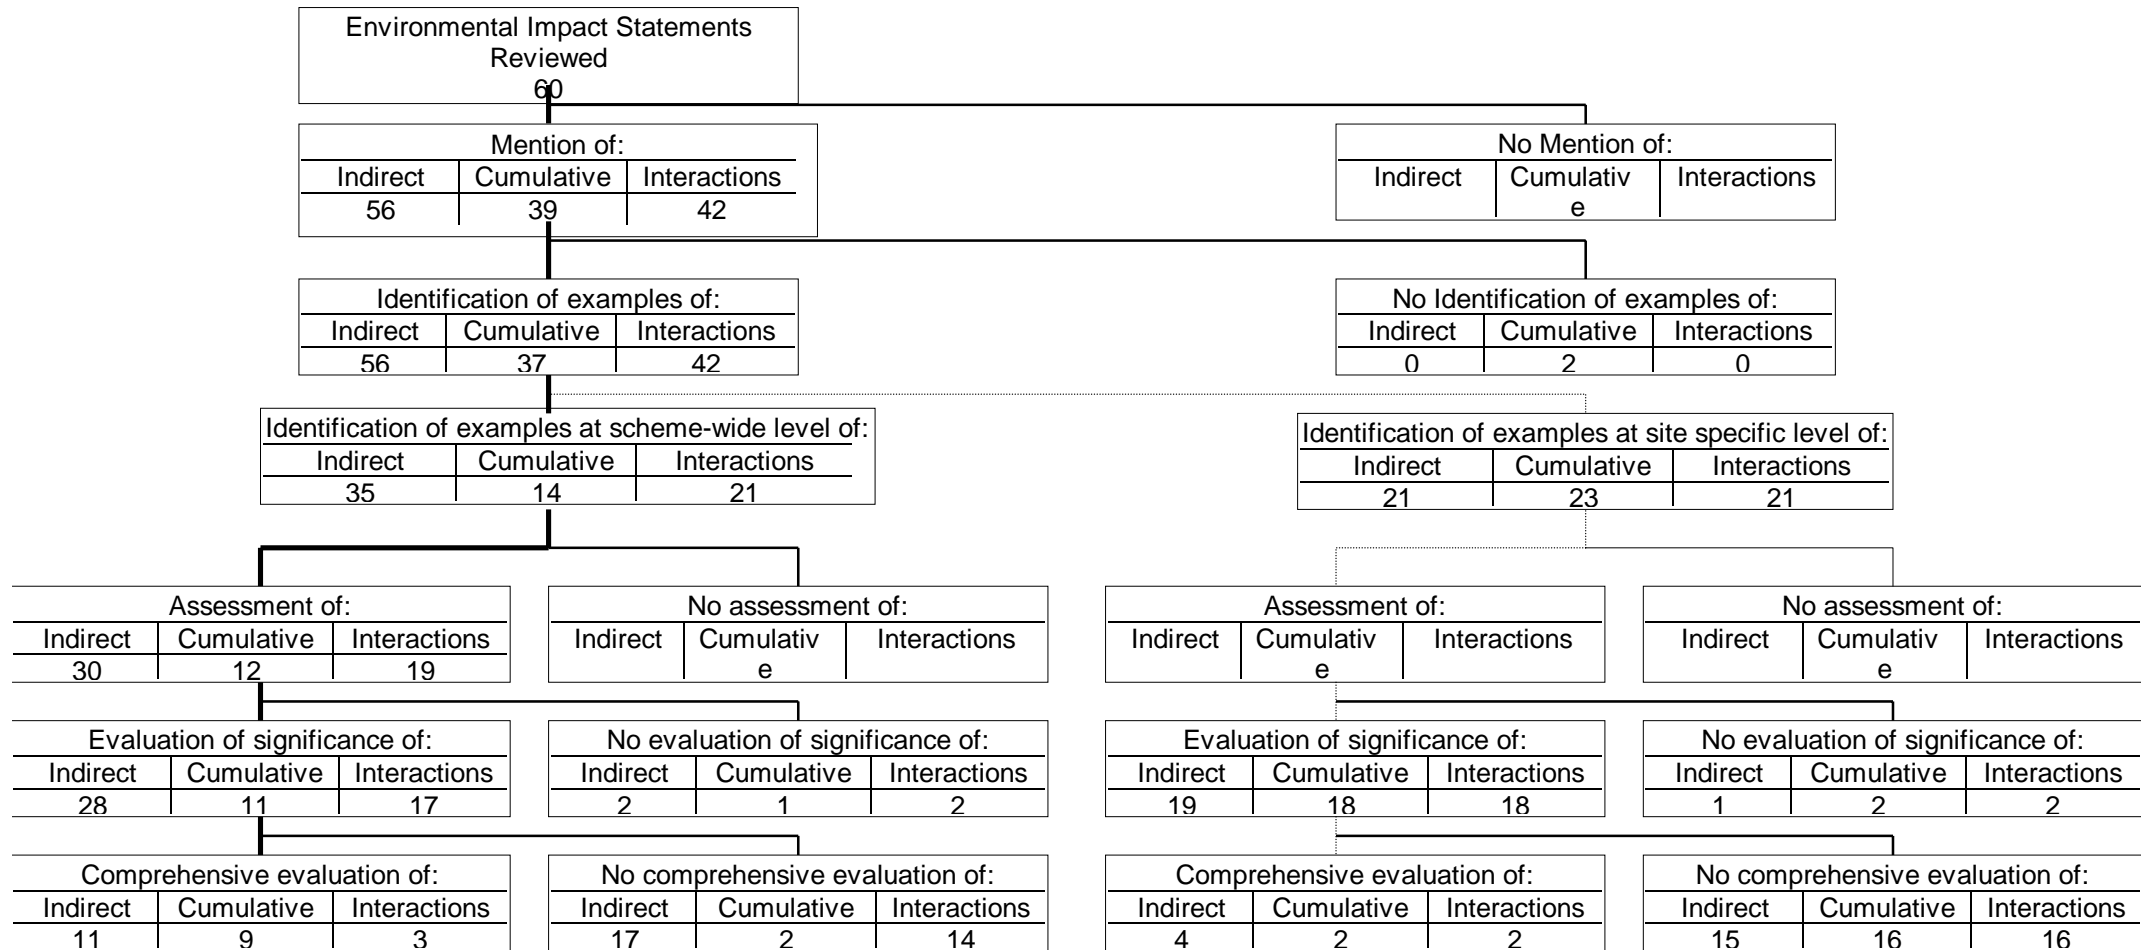 Environmental Impact Statements
Reviewed
60
Mention of:
Indirect Cumulative Interactions
56 39 42
No Mention of:
Indirect Cumulativ Interactions
e
Identification of examples of:
Indirect Cumulative Interactions
56 37 42
No Identification of examples of:
Indirect Cumulative Interactions
0 2 0
Identification of examples at scheme-wide level of:
Indirect Cumulative Interactions
35 14 21
Identification of examples at site specific level of:
Indirect Cumulative Interactions
21 23 21
Assessment of:
Indirect Cumulative Interactions
30 12 19
No assessment of:
Indirect Cumulativ Interactions
e
Assessment of:
Indirect Cumulativ Interactions
e
No assessment of:
Indirect Cumulativ Interactions
e
Evaluation of significance of:
Indirect Cumulative Interactions
28 11 17
No evaluation of significance of:
Indirect Cumulative Interactions
2 1 2
Evaluation of significance of:
Indirect Cumulative Interactions
19 18 18
No evaluation of significance of:
Indirect Cumulative Interactions
1 2 2
Comprehensive evaluation of:
Indirect Cumulative Interactions
11 9 3
No comprehensive evaluation of:
Indirect Cumulative Interactions
17 2 14
Comprehensive evaluation of:
Indirect Cumulative Interactions
4 2 2
No comprehensive evaluation of:
Indirect Cumulative Interactions
15 16 16